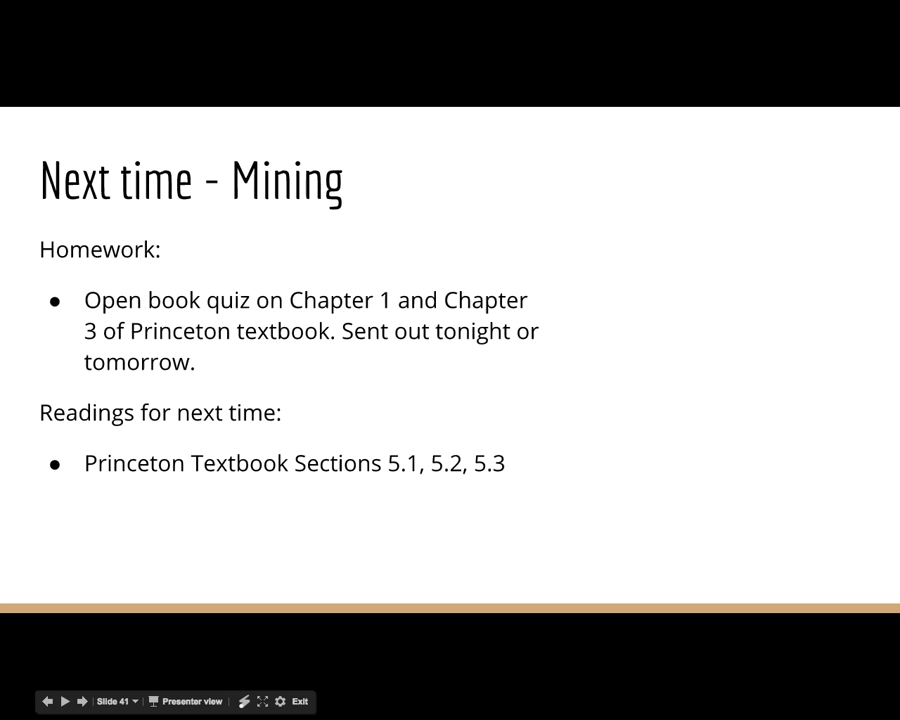 Next time - Mining
Homework:
● Open book quiz on Chapter 1 and Chapter
3 of Princeton textbook. Sent out tonight or
tomorrow.
Readings for next time:
● Princeton Textbook Sections 5.1, 5.2, 5.3
Slide 41 Presenter view Exit